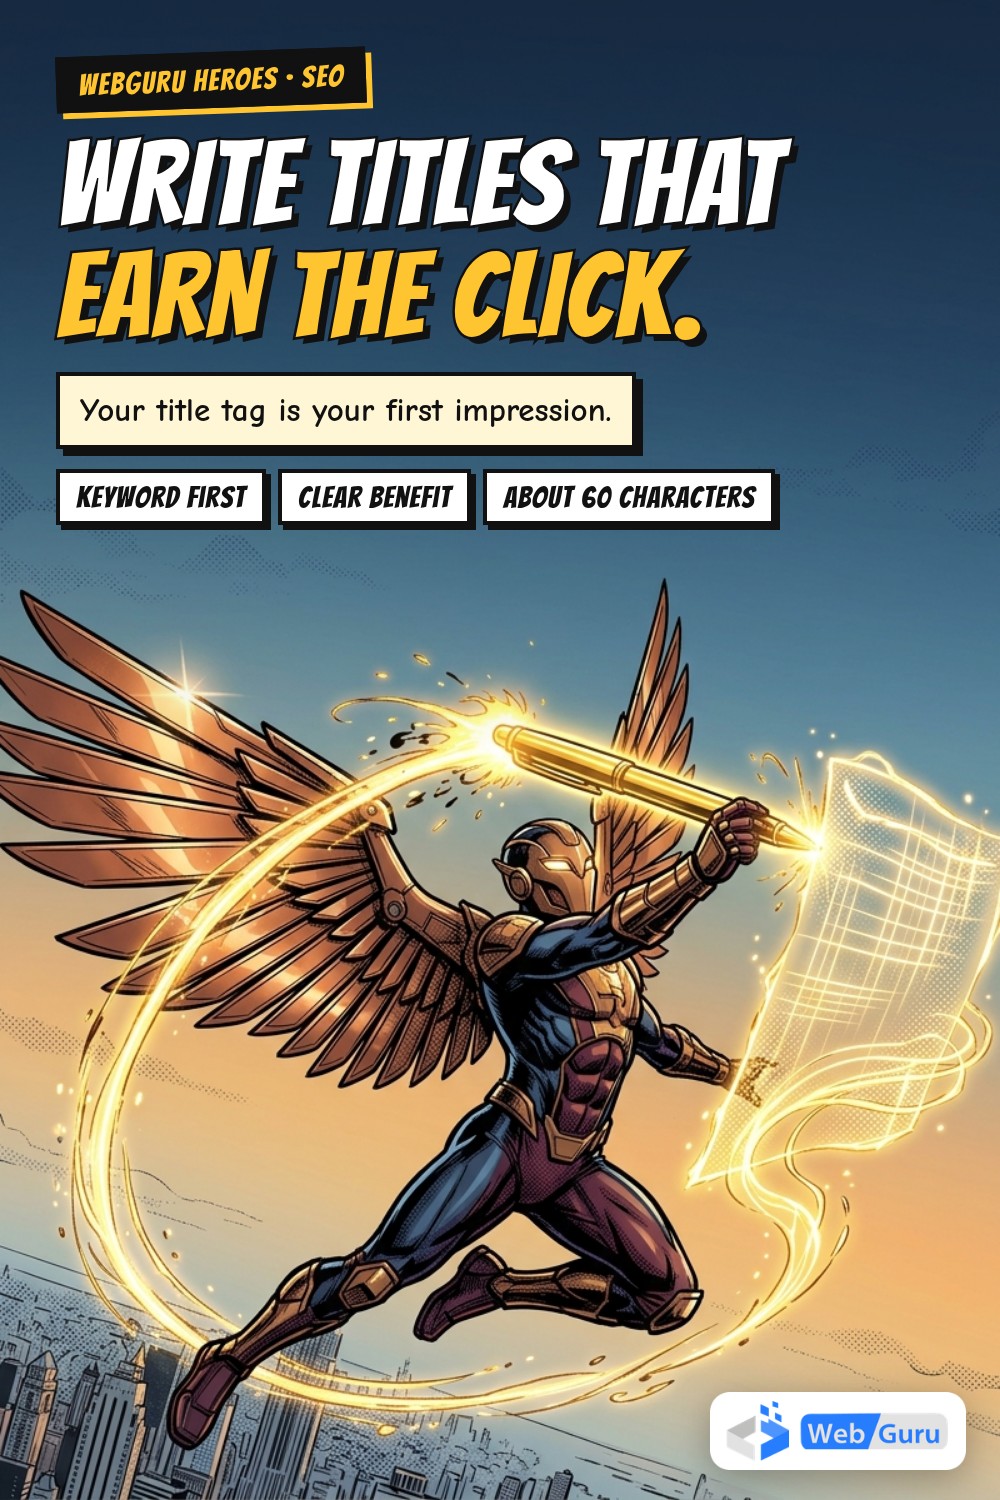 WEBGURU HEROES · SEO
WRITE TITLES THAT
EARN THE CLICK.
Your title tag is your first impression.
KEYWORD FIRST
CLEAR BENEFIT
ABOUT 60 CHARACTERS
Web Guru